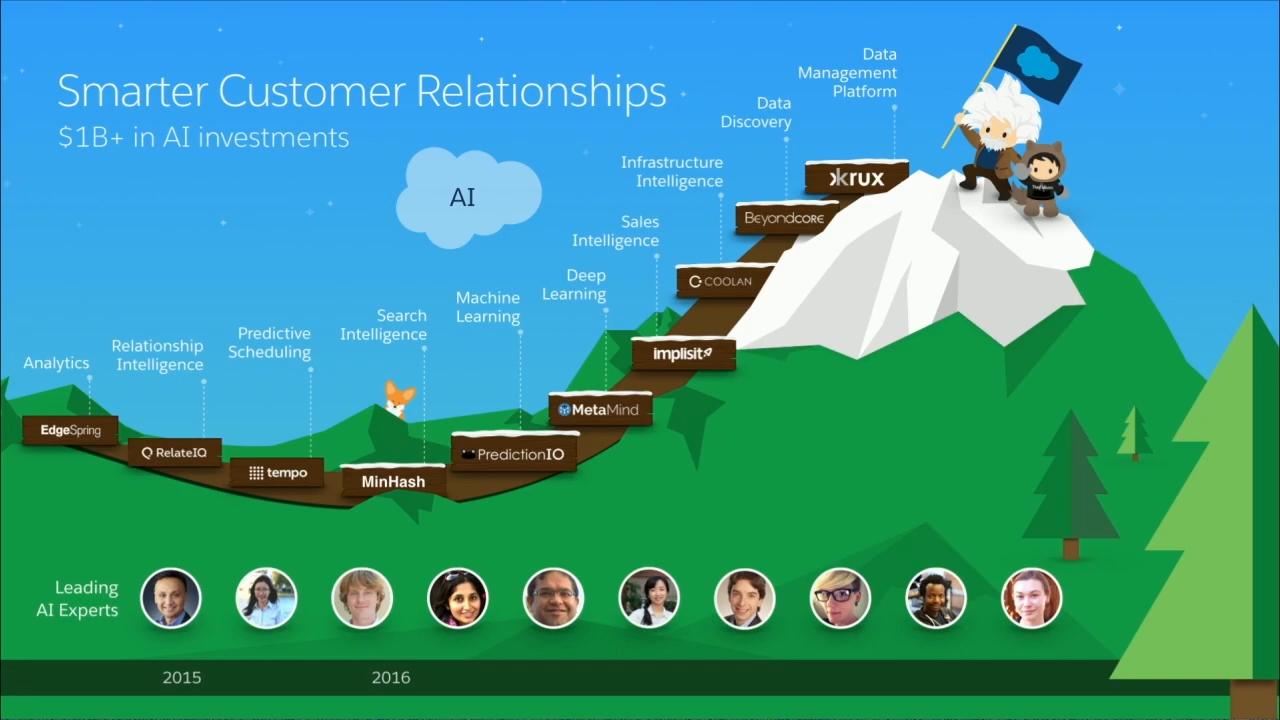 Smarter Customer Relationships
$1B+ in AI investments
AI
Data
Management
Platform
Data
Discovery
Infrastructure
Intelligence
Sales
Intelligence
Deep
Learning
Machine
Learning
Search
Intelligence
Predictive
Scheduling
Relationship
Intelligence
Analytics
krux
BEYONDCORE
COOLAN
implisit
MetaMind
PredictionIO
MinHash
tempo
RelateIQ
EdgeSpring
Leading
AI Experts
2015
2016